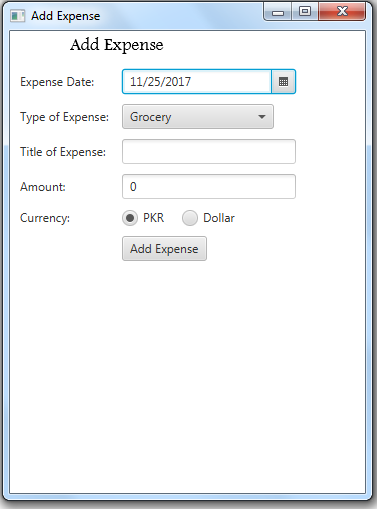 Add Expense
Add Expense
Expense Date: 11/25/2017
Type of Expense: Grocery
Title of Expense:
Amount: 0
Currency: PKR Dollar
Add Expense